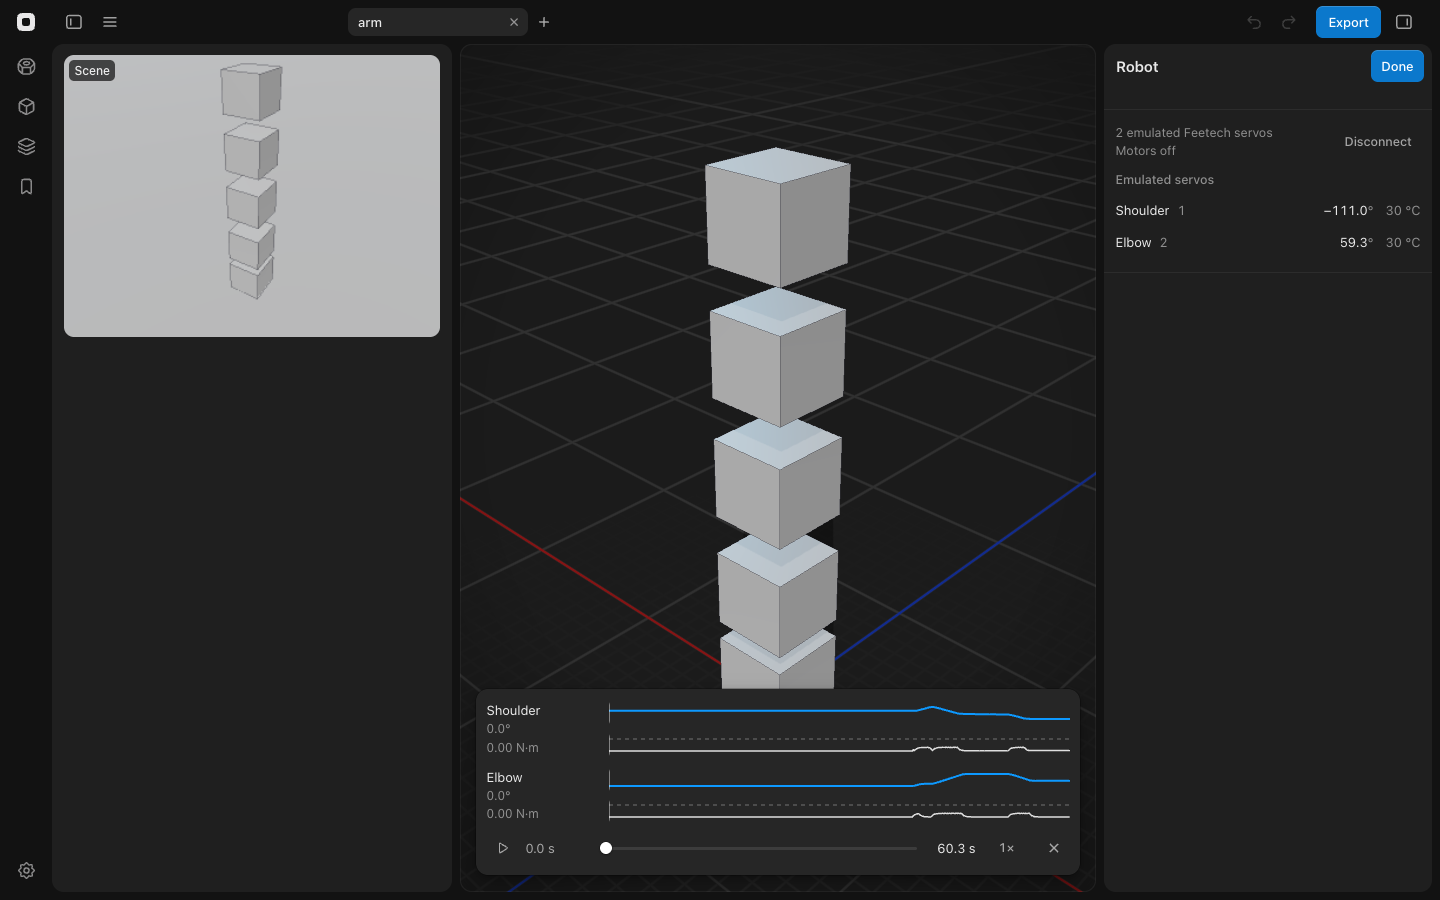 arm
Export
Scene
Robot
Done
2 emulated Feetech servos
Motors off
Disconnect
Emulated servos
Shoulder 1 −111.0° 30 °C
Elbow 2 59.3° 30 °C
Shoulder
0.0°
0.00 N·m
Elbow
0.0°
0.00 N·m
0.0 s 60.3 s 1×